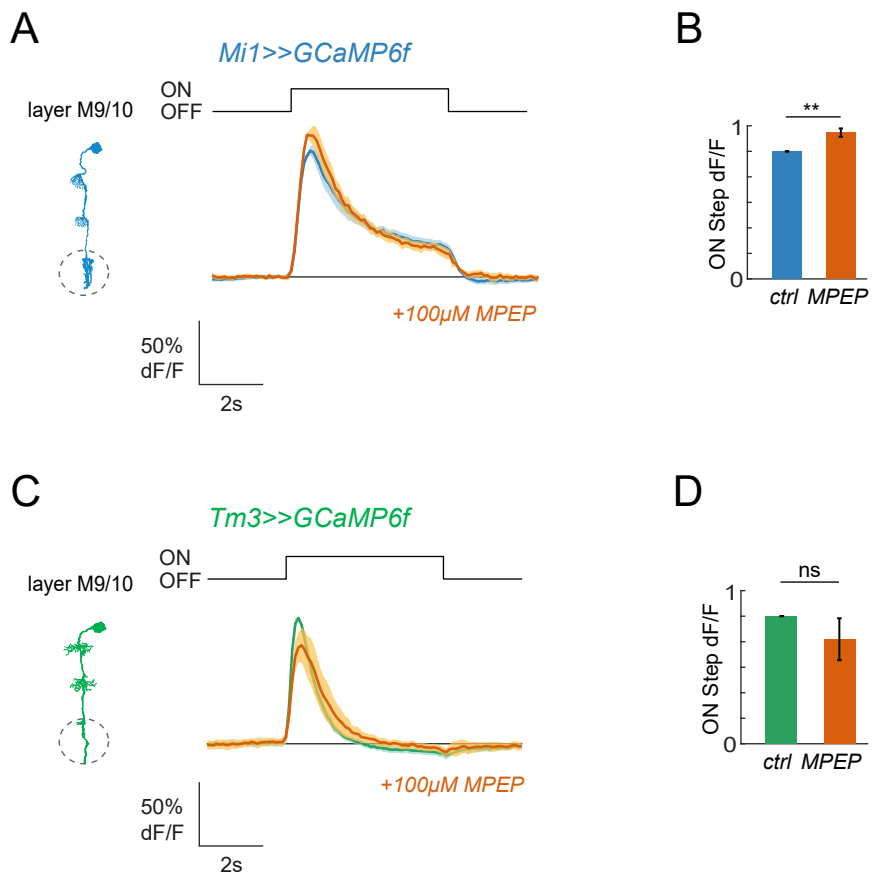 A
Mi1>>GCaMP6f
ON
OFF
layer M9/10
+100µM MPEP
50%
dF/F
2s
B
**
1
ON Step dF/F
0
ctrl MPEP
C
Tm3>>GCaMP6f
ON
OFF
layer M9/10
+100µM MPEP
50%
dF/F
2s
D
ns
1
ON Step dF/F
0
ctrl MPEP